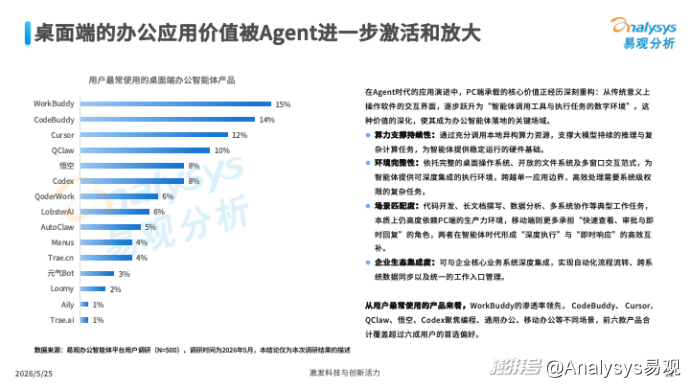 桌面端的办公应用价值被Agent进一步激活和放大
nalysys
易观分析
用户最常使用的桌面端办公智能体产品
WorkBuddy 15%
CodeBuddy 14%
Cursor 12%
QClaw 10%
悟空 8%
Codex 8%
QoderWork 6%
LobsterAI 6%
AutoClaw 5%
Manus 4%
Trae.cn 4%
元气Bot 3%
Loomy 2%
Aily 1%
Trae.ai 1%
nalysys
易观分析
数据来源:易观办公智能体平台用户调研(N=500),调研时间为2026年5月,本结论仅为本次调研结果的描述
在Agent时代的应用演进中,PC端承载的核心价值正经历深刻重构:从传统意义上
操作软件的交互界面,逐步跃升为“智能体调用工具与执行任务的数字环境”。这
种价值的深化,使其成为办公智能体落地的关键场域。
算力支撑持续性:通过充分调用本地异构算力资源,支撑大模型持续的推理与复
杂计算任务,为智能体提供稳定运行的硬件基础。
环境完整性:依托完整的桌面操作系统、开放的文件系统及多窗口交互范式,为
智能体提供可深度集成的执行环境,跨越单一应用边界,高效处理需要系统级权
限的复杂任务。
场景匹配度:代码开发、长文档撰写、数据分析、多系统协作等典型工作任务,
本质上仍高度依赖PC端的生产力环境,移动端则更多承担“快速查看、审批与即
时回复”的角色,两者在智能体时代形成“深度执行”与“即时响应”的高效互
补。
企业生态集成度:可与企业核心业务系统深度集成,实现自动化流程流转、跨系
统数据同步以及统一的工作入口管理。
从用户最常使用的产品来看,WorkBuddy的渗透率领先,CodeBuddy、Cursor、
QClaw、悟空、Codex聚焦编程、通用办公、移动办公等不同场景,前六款产品合
计覆盖超过六成用户的首选偏好。
2026/5/25
激发科技与创新活力
澎湃号 @Analysys易观